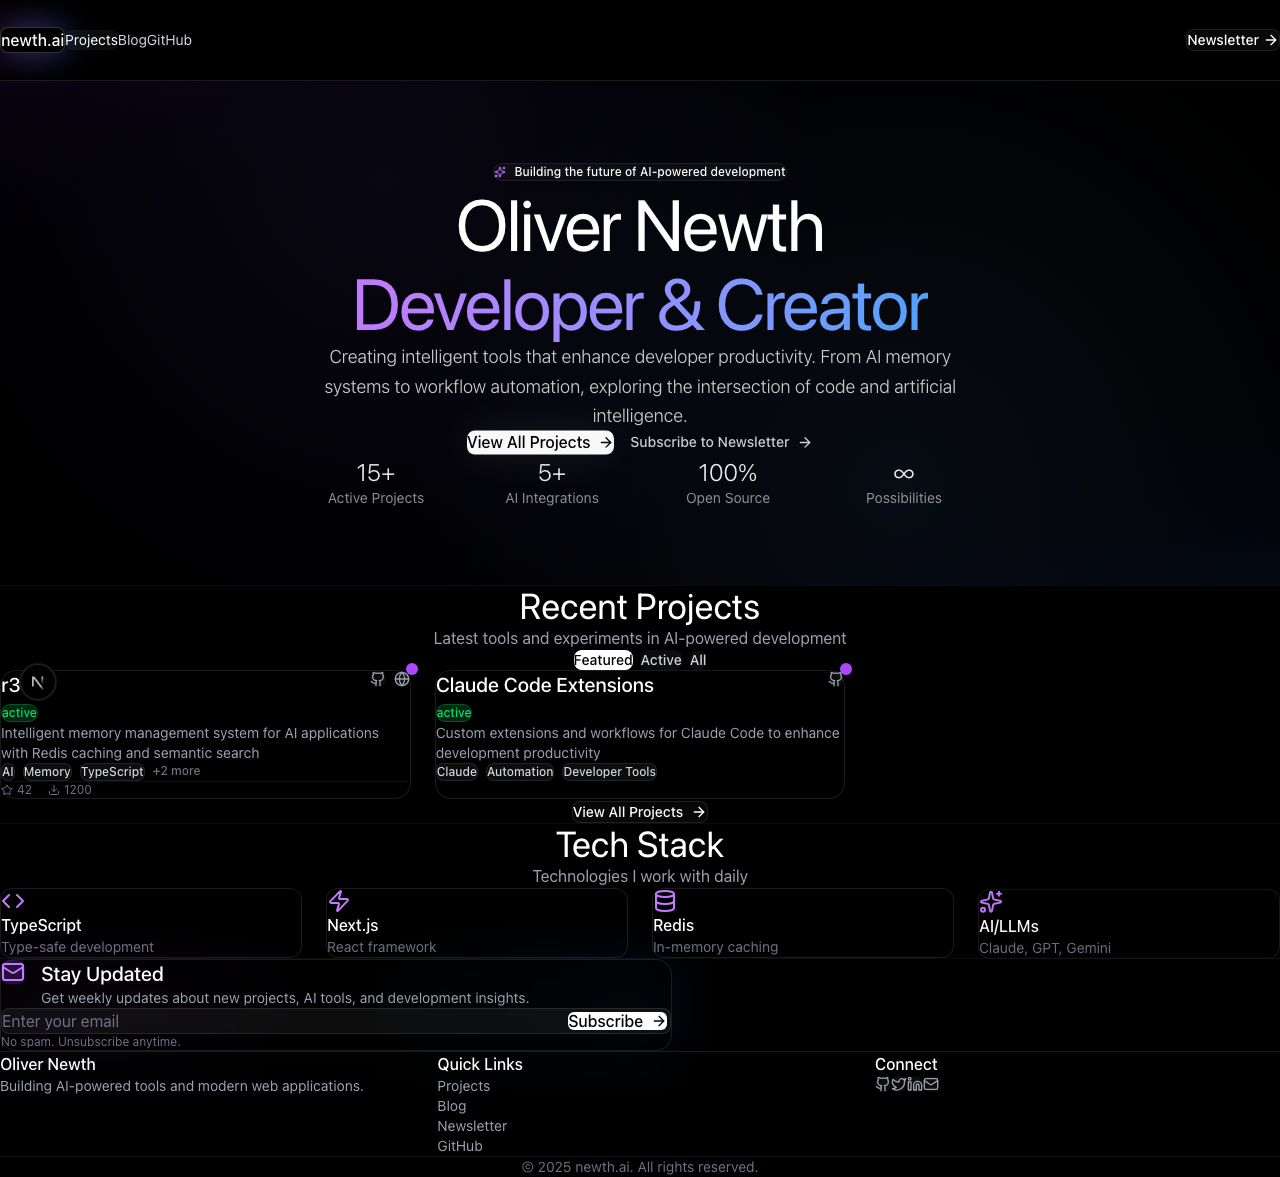 newth.ai Projects Blog GitHub Newsletter
Building the future of AI-powered development
Oliver Newth
Developer & Creator
Creating intelligent tools that enhance developer productivity. From AI memory
systems to workflow automation, exploring the intersection of code and artificial
intelligence.
View All Projects Subscribe to Newsletter
15+ 5+ 100% ∞
Active Projects AI Integrations Open Source Possibilities
Recent Projects
Latest tools and experiments in AI-powered development
Featured Active All
r3
active
Intelligent memory management system for AI applications
with Redis caching and semantic search
AI Memory TypeScript +2 more
42 1200
Claude Code Extensions
active
Custom extensions and workflows for Claude Code to enhance
development productivity
Claude Automation Developer Tools
View All Projects
Tech Stack
Technologies I work with daily
TypeScript
Type-safe development
Next.js
React framework
Redis
In-memory caching
AI/LLMs
Claude, GPT, Gemini
Stay Updated
Get weekly updates about new projects, AI tools, and development insights.
Enter your email Subscribe
No spam. Unsubscribe anytime.
Oliver Newth
Building AI-powered tools and modern web applications.
Quick Links
Projects
Blog
Newsletter
GitHub
Connect
© 2025 newth.ai. All rights reserved.